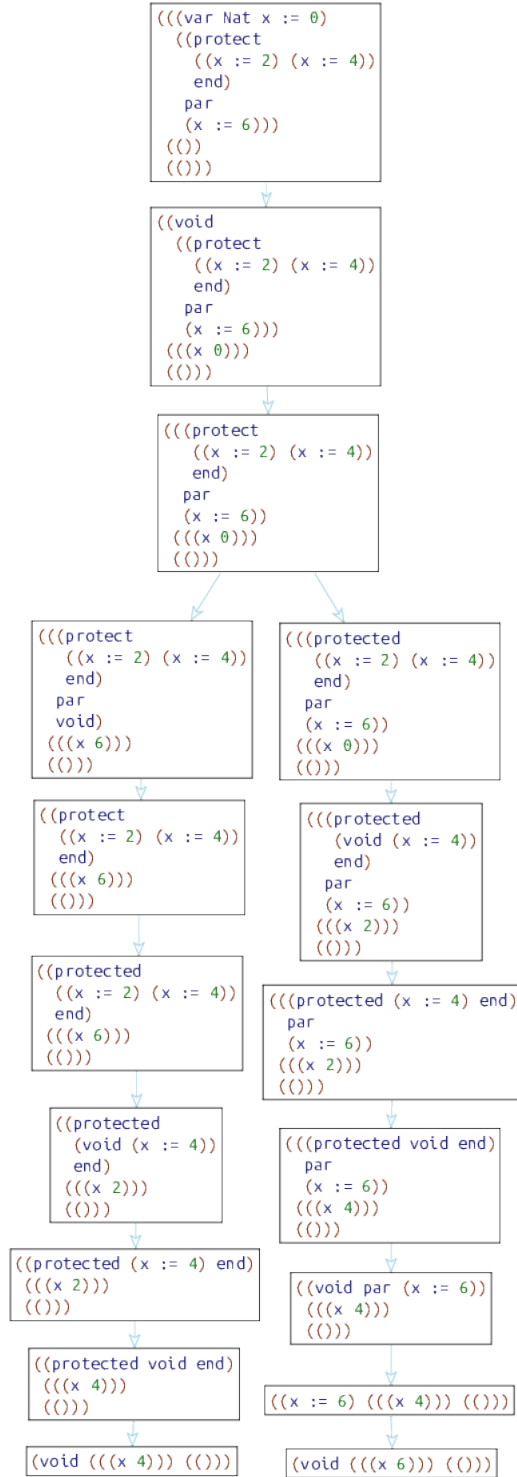 (((var Nat x := 0)
((protect
((x := 2) (x := 4))
end)
par
(x := 6)))
(())
(()))
((void
((protect
((x := 2) (x := 4))
end)
par
(x := 6)))
(((x 0)))
(()))
(((protect
((x := 2) (x := 4))
end)
par
(x := 6))
(((x 0)))
(()))
(((protect
((x := 2) (x := 4))
end)
par
void)
(((x 6)))
(()))
((protect
((x := 2) (x := 4))
end)
(((x 6)))
(()))
((protected
((x := 2) (x := 4))
end)
(((x 6)))
(()))
((protected
(void (x := 4))
end)
(((x 2)))
(()))
((protected (x := 4) end)
(((x 2)))
(()))
((protected void end)
(((x 4)))
(()))
(void (((x 4))) (()))
(((protected
((x := 2) (x := 4))
end)
par
(x := 6))
(((x 0)))
(()))
(((protected
(void (x := 4))
end)
par
(x := 6))
(((x 2)))
(()))
(((protected (x := 4) end)
par
(x := 6))
(((x 2)))
(()))
(((protected void end)
par
(x := 6))
(((x 4)))
(()))
((void par (x := 6))
(((x 4)))
(()))
((x := 6) (((x 4))) (()))
(void (((x 6))) (()))